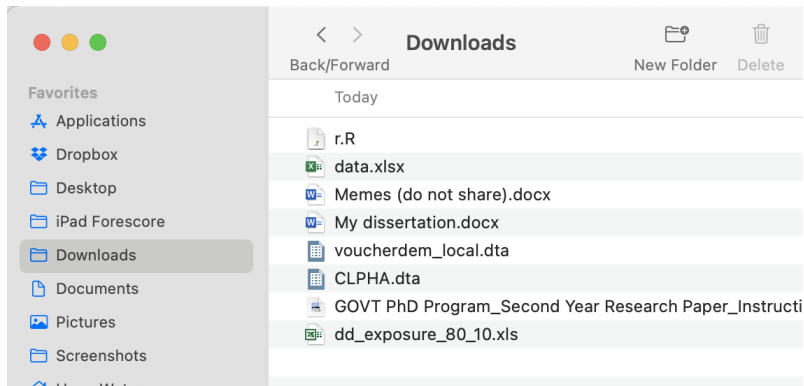 Downloads
Back/Forward
New Folder
Delete
Favorites
Applications
Dropbox
Desktop
iPad Forescore
Downloads
Documents
Pictures
Screenshots
Today
r.R
data.xlsx
Memes (do not share).docx
My dissertation.docx
voucherdem_local.dta
CLPHA.dta
GOVT PhD Program_Second Year Research Paper_Instructi
dd_exposure_80_10.xls